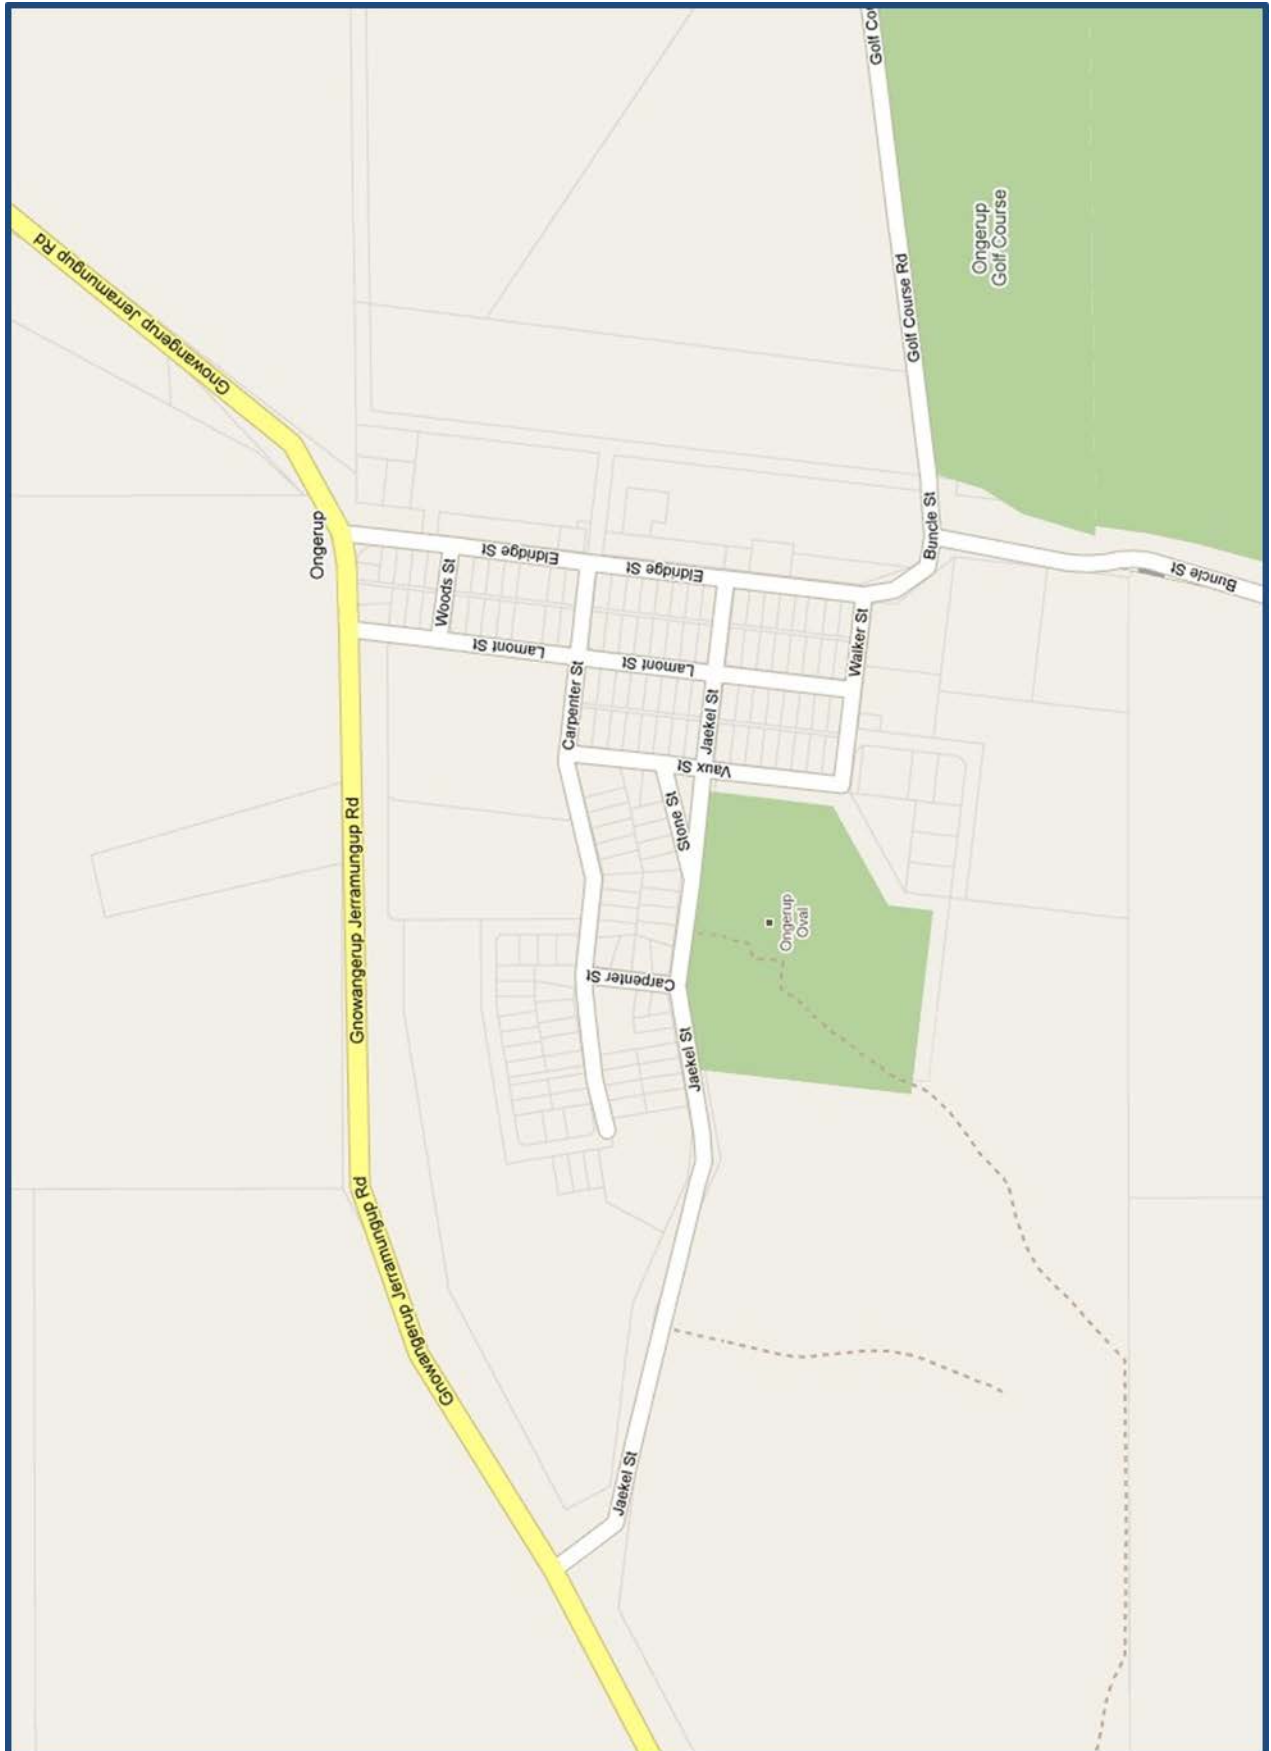 Golf Co
Gnowangerup Jerramungup Rd
Ongerup
Golf Course
Golf Course Rd
Ongerup
Buncle St
Buncle St
Eldridge St
Eldridge St
Woods St
Lamont St
Lamont St
Walker St
Carpenter St
Jaekel St
Vaux St
Stone St
Gnowangerup Jerramungup Rd
Ongerup
Oval
Carpenter St
Jaekel St
Gnowangerup Jerramungup Rd
Jaekel St